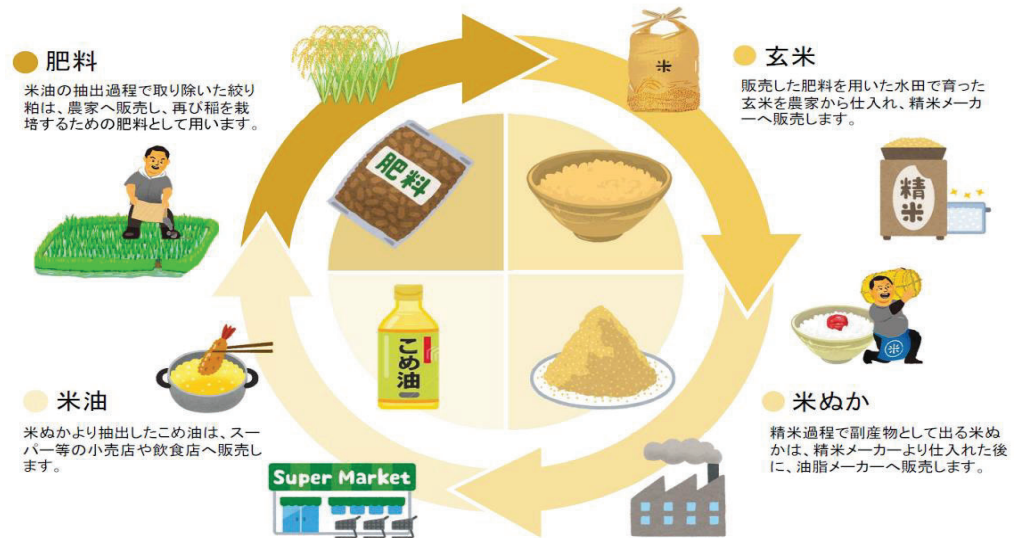 肥料
米油の抽出過程で取り除いた絞り
粕は、農家へ販売し、再び稲を栽
培するための肥料として用います。
米
玄米
販売した肥料を用いた水田で育った
玄米を農家から仕入れ、精米メーカ
ーへ販売します。
肥料
精米
こめ油
米
米油
米ぬかより抽出したこめ油は、スー
パー等の小売店や飲食店へ販売し
ます。
米ぬか
精米過程で副産物として出る米ぬ
かは、精米メーカーより仕入れた後
に、油脂メーカーへ販売します。
Super Market